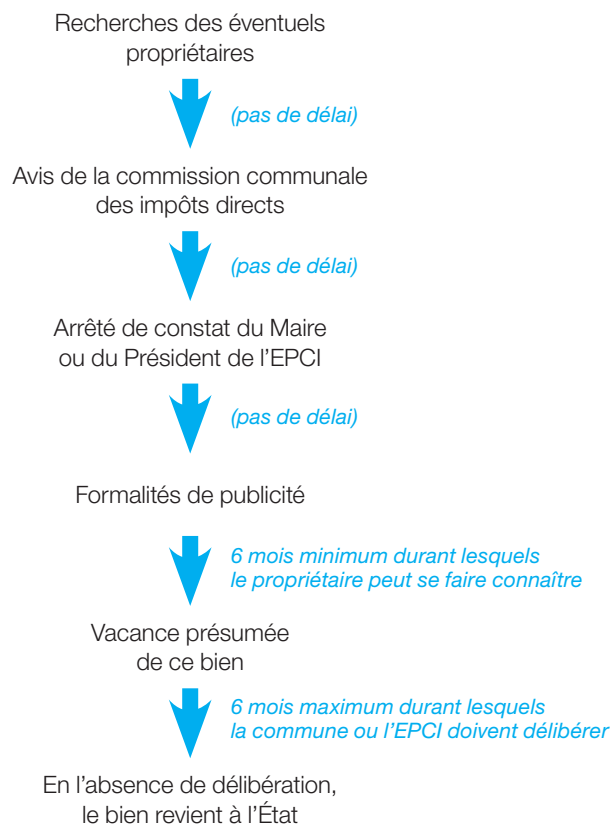 Recherches des éventuels
propriétaires
(pas de délai)
Avis de la commission communale
des impôts directs
(pas de délai)
Arrêté de constat du Maire
ou du Président de l’EPCI
(pas de délai)
Formalités de publicité
6 mois minimum durant lesquels
le propriétaire peut se faire connaître
Vacance présumée
de ce bien
6 mois maximum durant lesquels
la commune ou l’EPCI doivent délibérer
En l’absence de délibération,
le bien revient à l’État